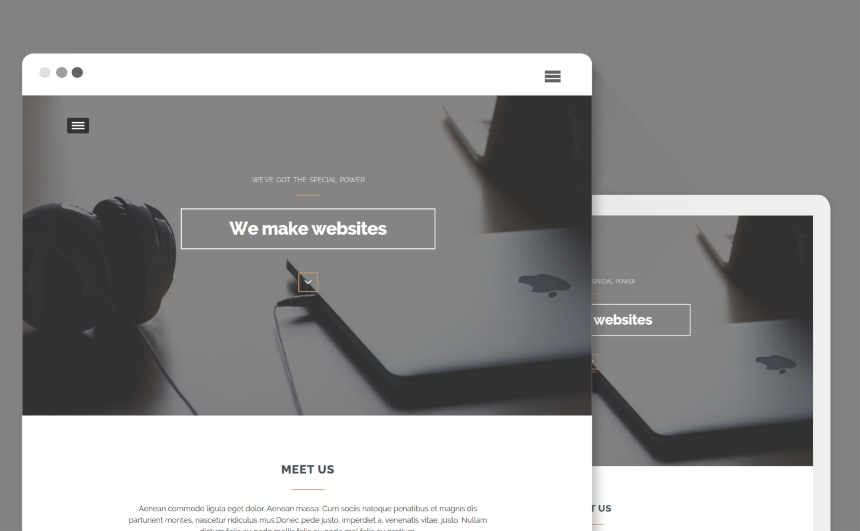 WE'VE GOT THE SPECIAL POWER
We make websites
MEET US
Aenean commodo ligula eget dolor. Aenean massa. Cum sociis natoque penatibus et magnis dis
parturient montes, nascetur ridiculus mus.Donec pede justo, imperdiet a, venenatis vitae, justo. Nullam
SPECIAL POWER
websites
T US